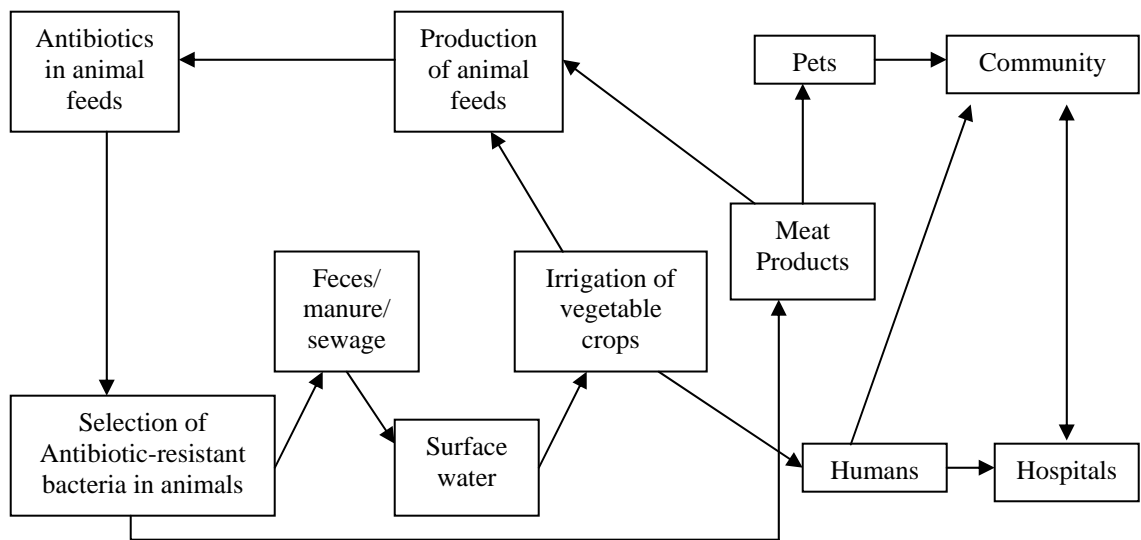 Antibiotics
in animal
feeds
Production
of animal
feeds
Pets
Community
Meat
Products
Feces/
manure/
sewage
Irrigation of
vegetable
crops
Selection of
Antibiotic-resistant
bacteria in animals
Surface
water
Humans
Hospitals